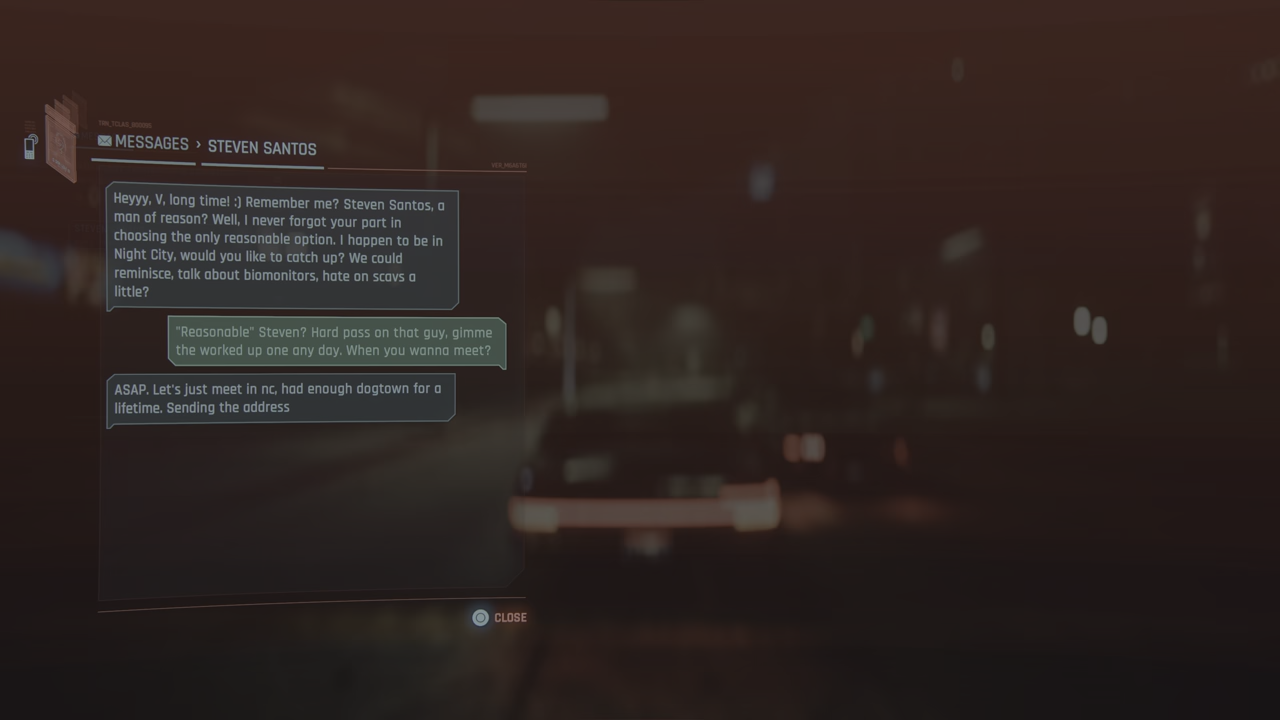 MESSAGES › STEVEN SANTOS
Heyyy, V, long time! :) Remember me? Steven Santos, a
man of reason? Well, I never forgot your part in
choosing the only reasonable option. I happen to be in
Night City, would you like to catch up? We could
reminisce, talk about biomonitors, hate on scavs a
little?
"Reasonable" Steven? Hard pass on that guy, gimme
the worked up one any day. When you wanna meet?
ASAP. Let's just meet in nc, had enough dogtown for a
lifetime. Sending the address
CLOSE